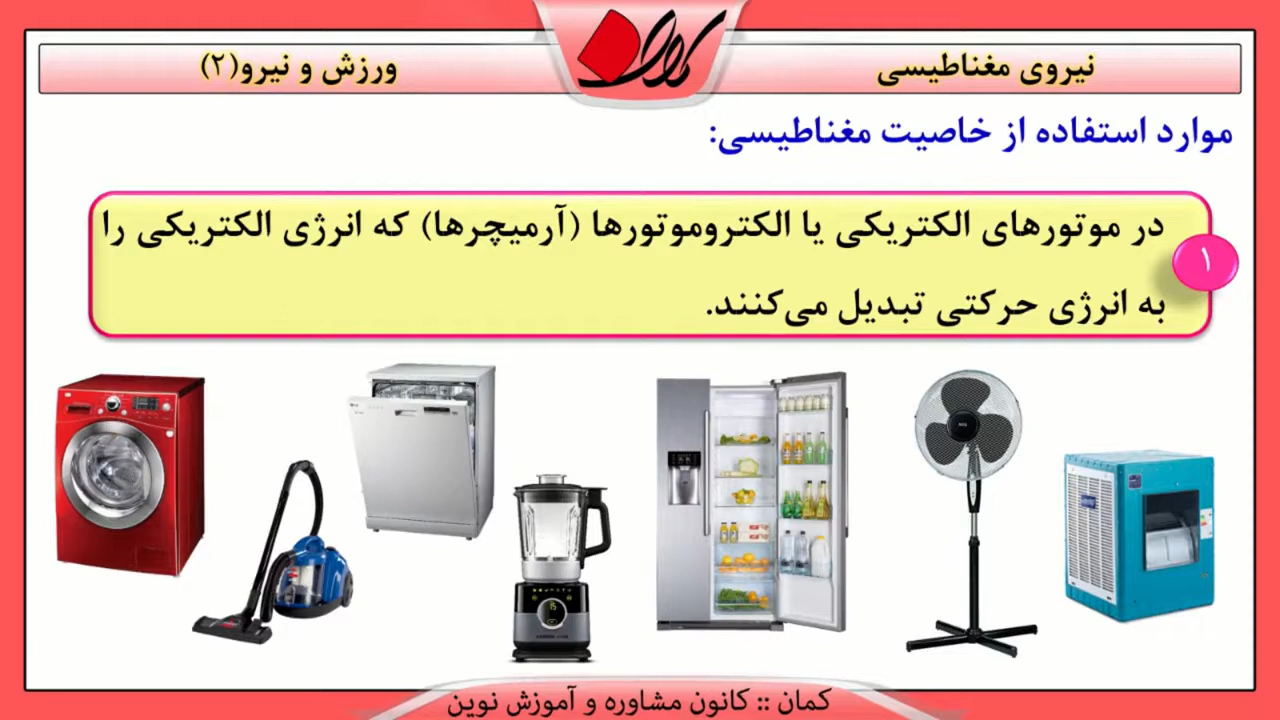 نیروی مغناطیسی
ورزش و نیرو(۲)
موارد استفاده از خاصیت مغناطیسی:
۱
در موتورهای الکتریکی یا الکتروموتورها (آرمیچرها) که انرژی الکتریکی را
به انرژی حرکتی تبدیل می‌کنند.
کمان :: کانون مشاوره و آموزش نوین